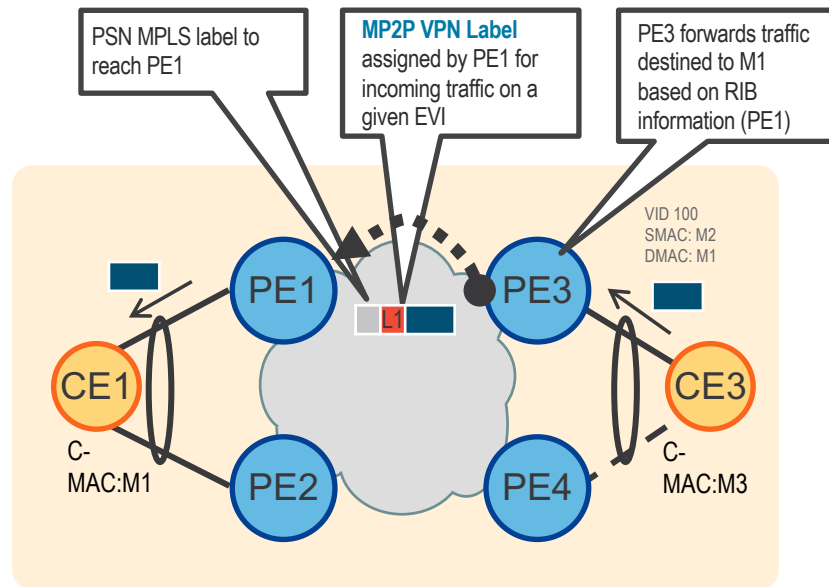 PSN MPLS label to
reach PE1
MP2P VPN Label
assigned by PE1 for
incoming traffic on a
given EVI
PE3 forwards traffic
destined to M1
based on RIB
information (PE1)
VID 100
SMAC: M2
DMAC: M1
PE1
PE3
L1
CE1
CE3
C-
MAC:M1
C-
MAC:M3
PE2
PE4